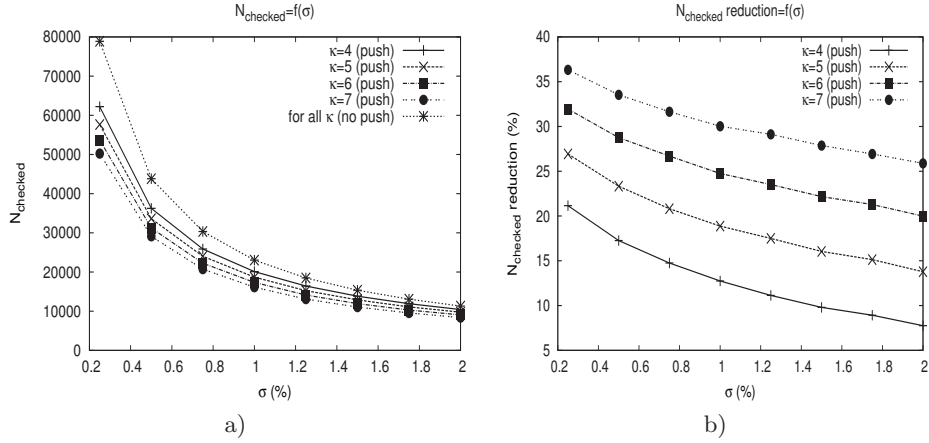 N_checked=f(σ)
80000
70000
60000
50000
40000
30000
20000
10000
0
N_checked
κ=4 (push)
κ=5 (push)
κ=6 (push)
κ=7 (push)
for all κ (no push)
0.2 0.4 0.6 0.8 1 1.2 1.4 1.6 1.8 2
σ (%)
a)
N_checked reduction=f(σ)
40
35
30
25
20
15
10
5
N_checked reduction (%)
κ=4 (push)
κ=5 (push)
κ=6 (push)
κ=7 (push)
0.2 0.4 0.6 0.8 1 1.2 1.4 1.6 1.8 2
σ (%)
b)